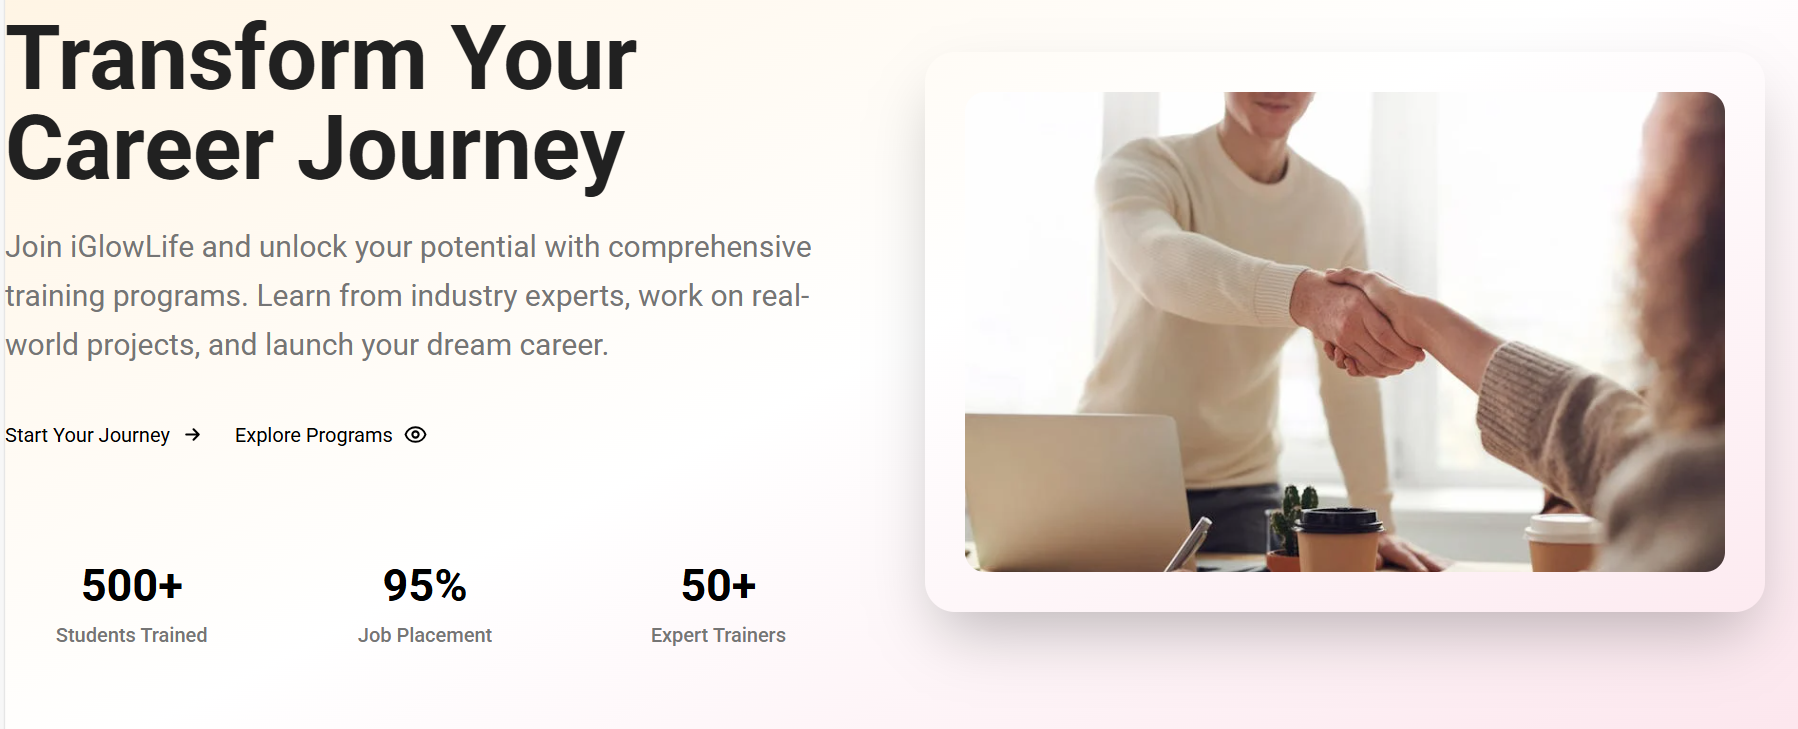 Transform Your
Career Journey
Join iGlowLife and unlock your potential with comprehensive
training programs. Learn from industry experts, work on real-
world projects, and launch your dream career.
Start Your Journey → Explore Programs
500+ 95% 50+
Students Trained Job Placement Expert Trainers